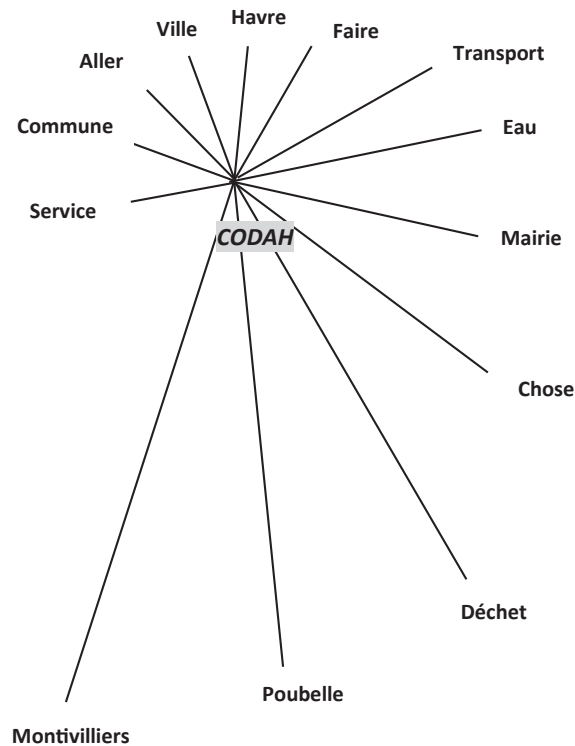 Havre
Ville
Faire
Transport
Aller
Commune
Eau
Service
CODAH
Mairie
Chose
Déchet
Poubelle
Montivilliers